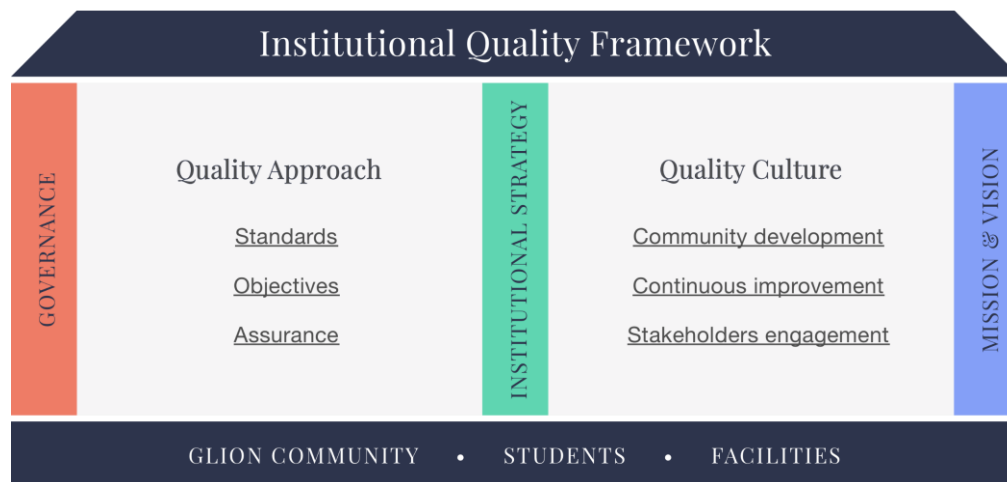 Institutional Quality Framework
GOVERNANCE
Quality Approach
Standards
Objectives
Assurance
INSTITUTIONAL STRATEGY
Quality Culture
Community development
Continuous improvement
Stakeholders engagement
MISSION & VISION
GLION COMMUNITY • STUDENTS • FACILITIES